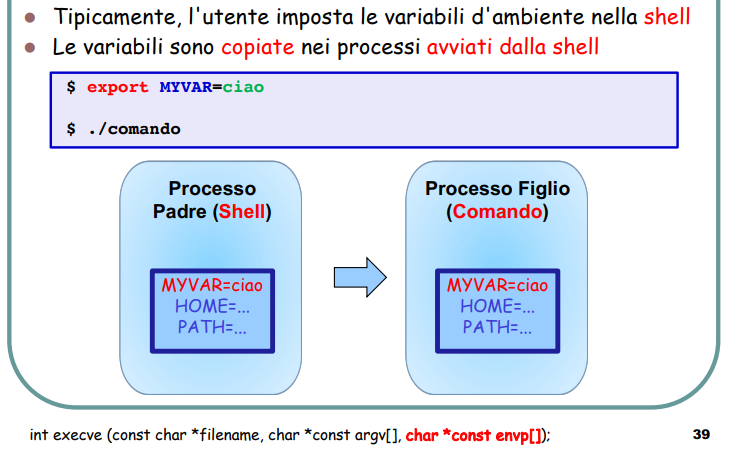 Tipicamente, l'utente imposta le variabili d'ambiente nella shell
Le variabili sono copiate nei processi avviati dalla shell
$ export MYVAR=ciao
$ ./comando
Processo
Padre (Shell)
MYVAR=ciao
HOME=...
PATH=...
Processo Figlio
(Comando)
MYVAR=ciao
HOME=...
PATH=...
int execve (const char *filename, char *const argv[], char *const envp[]);
39